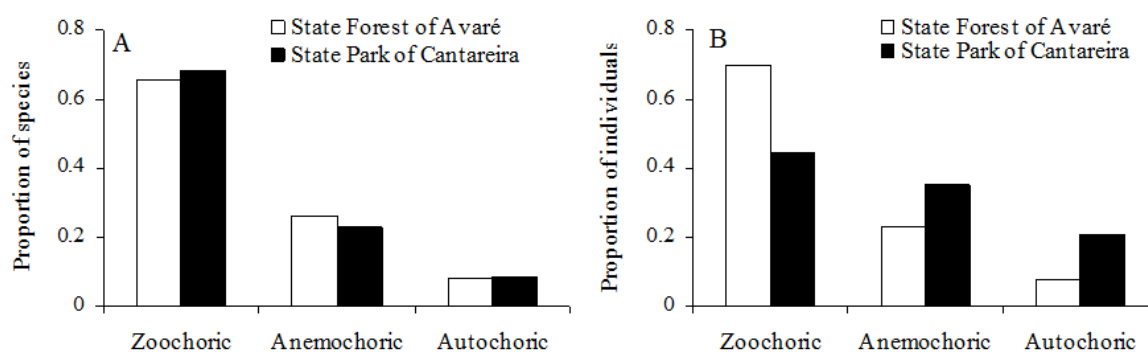 A
State Forest of Avaré
State Park of Cantareira
Proportion of species
0.8
0.6
0.4
0.2
0
Zoochoric Anemochoric Autochoric
B
State Forest of Avaré
State Park of Cantareira
Proportion of individuals
0.8
0.6
0.4
0.2
0
Zoochoric Anemochoric Autochoric